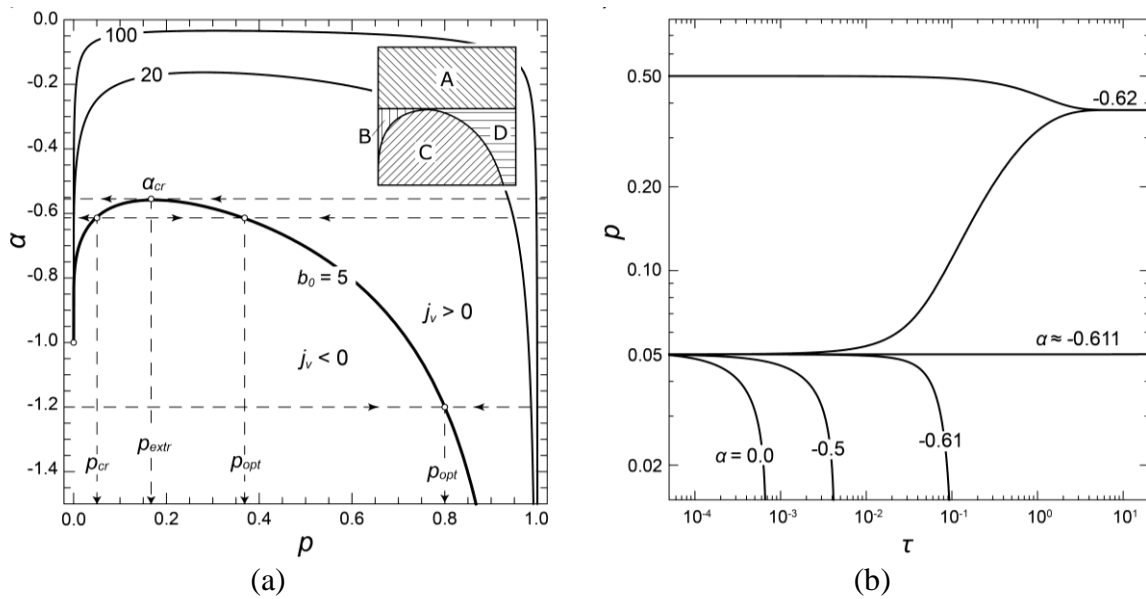 100
20
A
B
C
D
α_cr
b_0 = 5
j_v > 0
j_v < 0
p_cr
p_extr
p_opt
p_opt
0.0
-0.2
-0.4
-0.6
-0.8
-1.0
-1.2
-1.4
α
0.0 0.2 0.4 0.6 0.8 1.0
p
(a)
0.50
0.20
0.10
0.05
0.02
p
-0.62
α ≈ -0.611
α = 0.0
-0.5
-0.61
10^-4 10^-3 10^-2 10^-1 10^0 10^1
τ
(b)